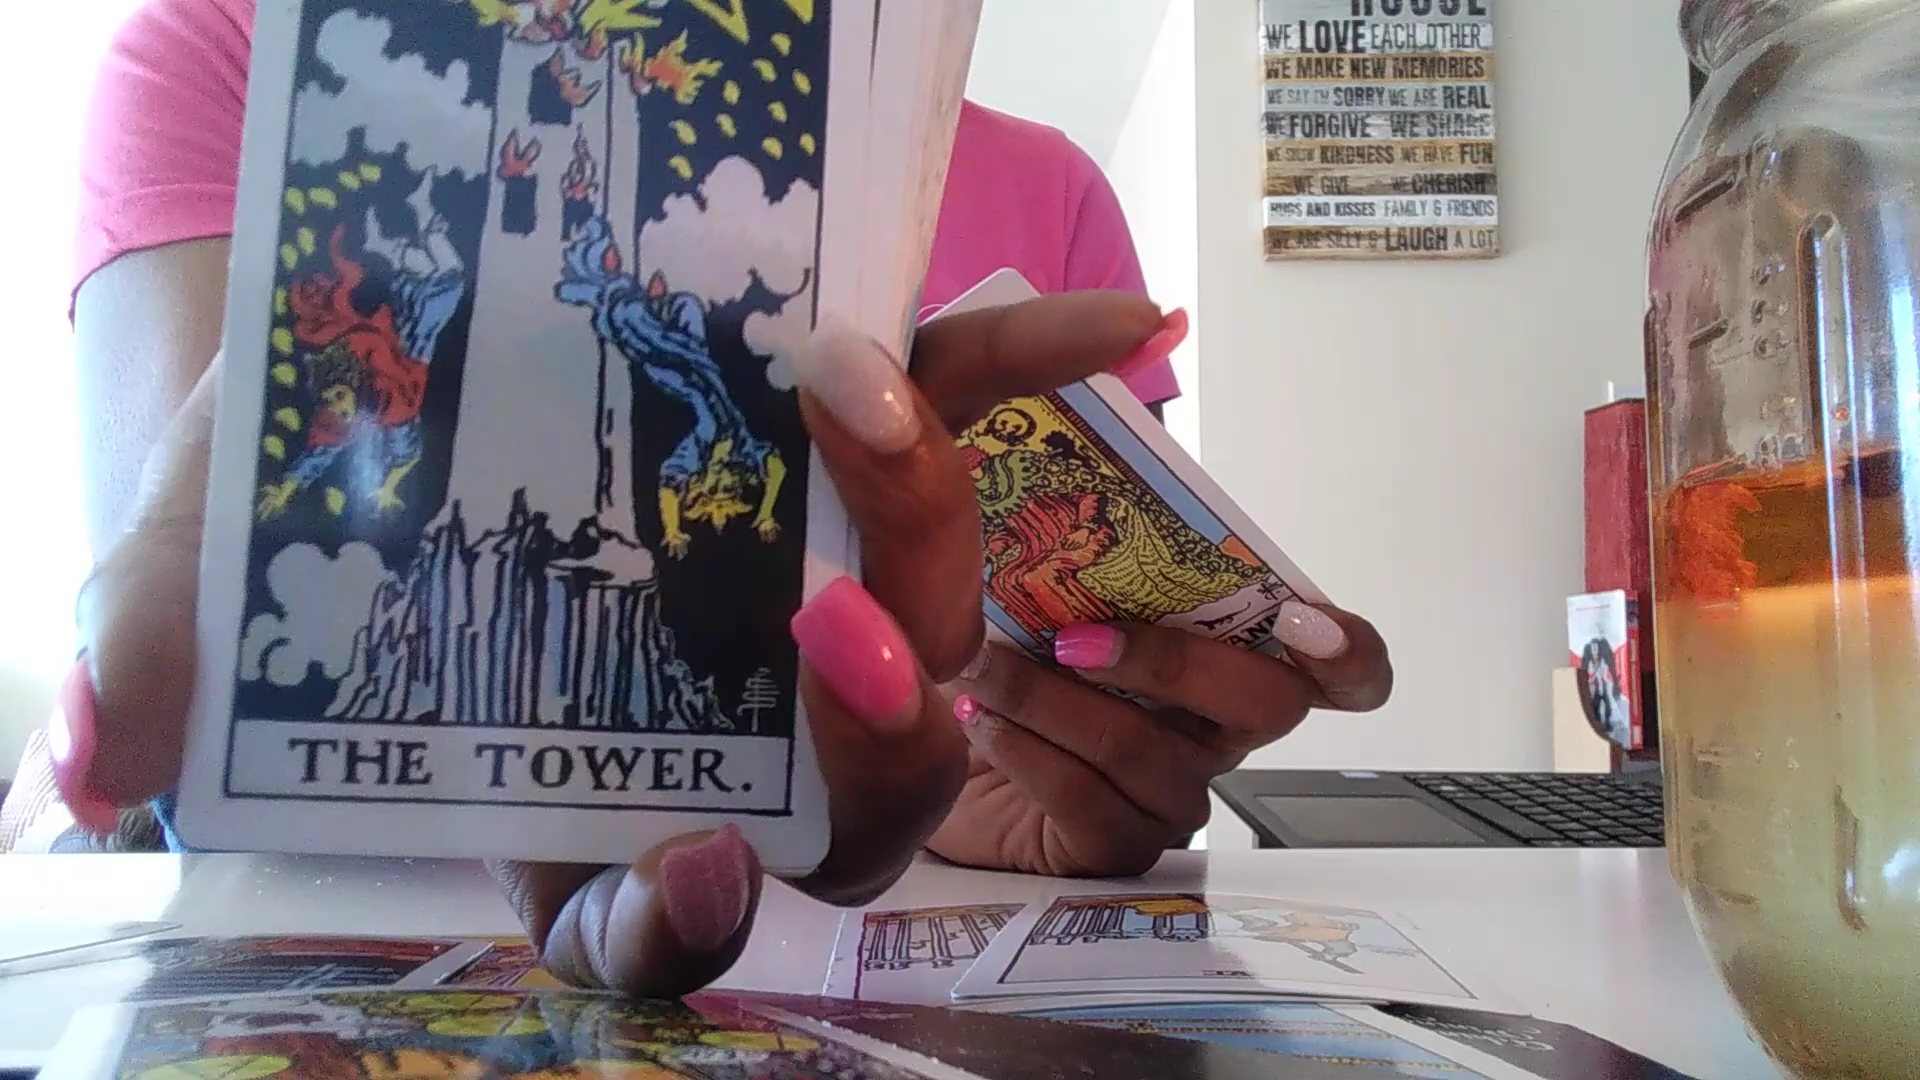 HOUSE
WE LOVE EACH OTHER
WE MAKE NEW MEMORIES
WE SAY I'M SORRY WE ARE REAL
WE FORGIVE WE SHARE
WE SHOW KINDNESS WE HAVE FUN
WE GIVE WE CHERISH
HUGS AND KISSES FAMILY & FRIENDS
WE ARE SILLY & LAUGH A LOT
THE TOWER.